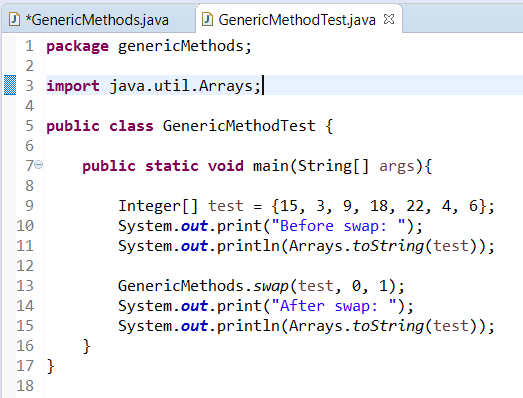 *GenericMethods.java GenericMethodTest.java
1 package genericMethods;
2
3 import java.util.Arrays;
4
5 public class GenericMethodTest {
6
7 public static void main(String[] args){
8
9 Integer[] test = {15, 3, 9, 18, 22, 4, 6};
10 System.out.print("Before swap: ");
11 System.out.println(Arrays.toString(test));
12
13 GenericMethods.swap(test, 0, 1);
14 System.out.print("After swap: ");
15 System.out.println(Arrays.toString(test));
16 }
17 }
18